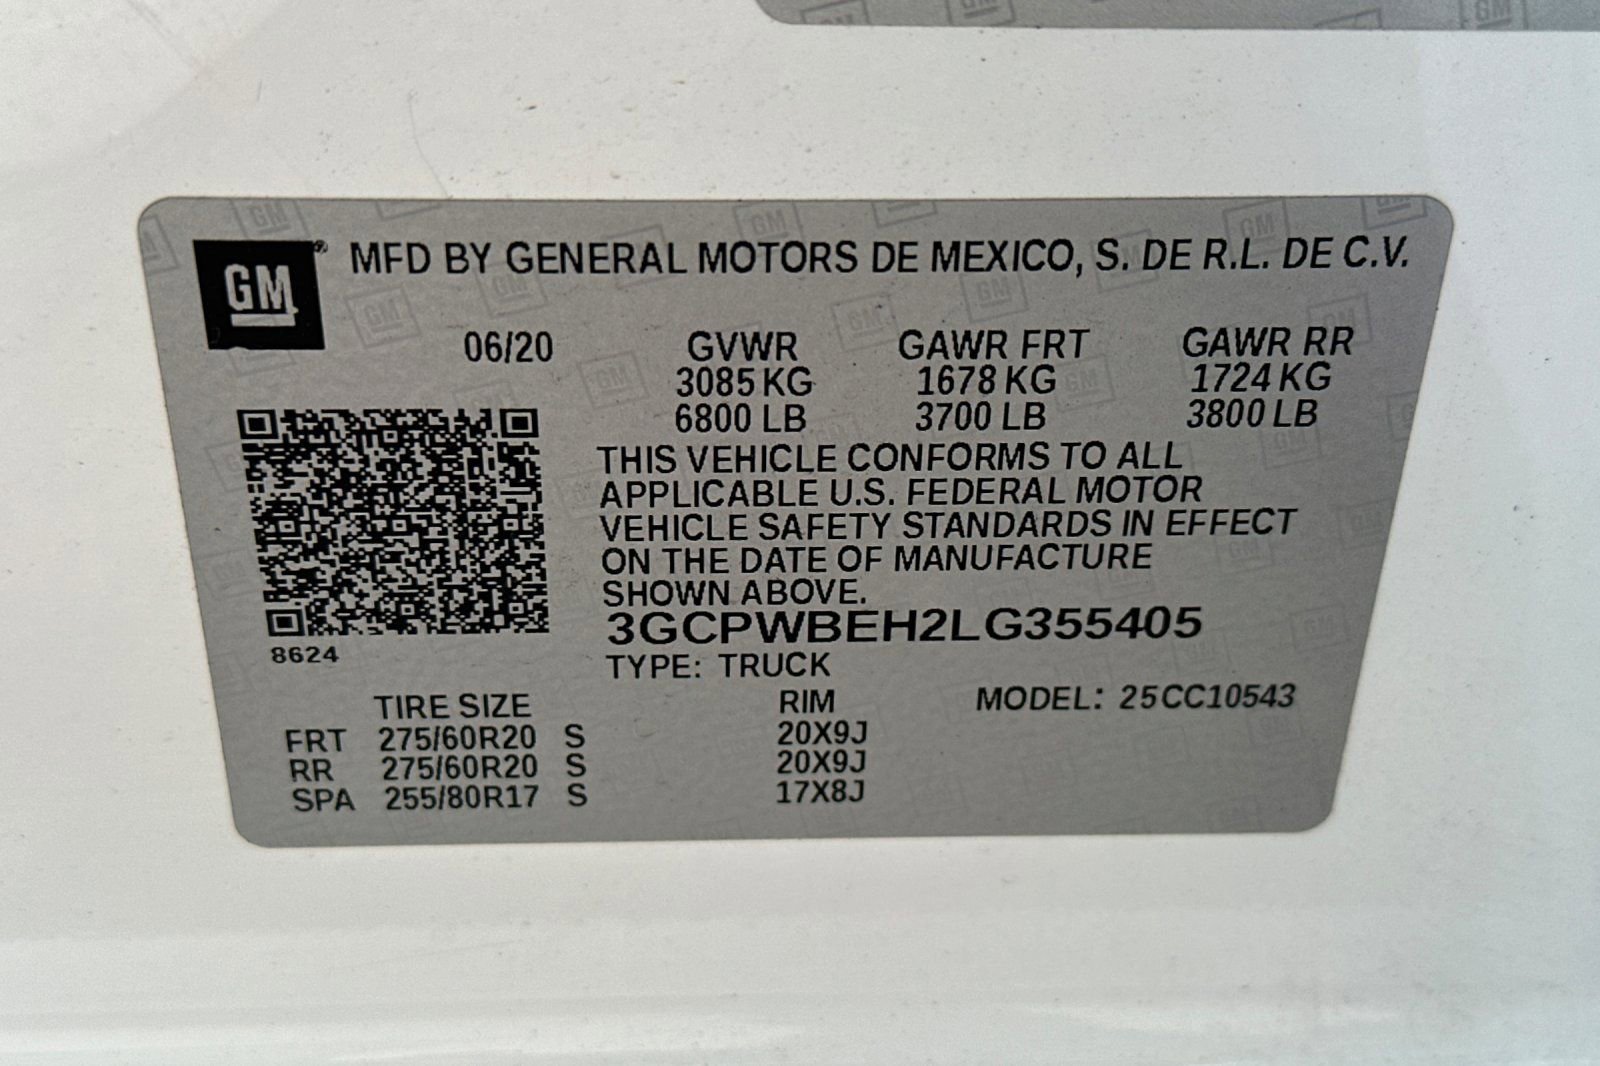 GM® MFD BY GENERAL MOTORS DE MEXICO, S. DE R.L. DE C.V.
06/20 GVWR GAWR FRT GAWR RR
3085 KG 1678 KG 1724 KG
6800 LB 3700 LB 3800 LB
THIS VEHICLE CONFORMS TO ALL
APPLICABLE U.S. FEDERAL MOTOR
VEHICLE SAFETY STANDARDS IN EFFECT
ON THE DATE OF MANUFACTURE
SHOWN ABOVE.
3GCPWBEH2LG355405
8624
TYPE: TRUCK
TIRE SIZE RIM MODEL: 25CC10543
FRT 275/60R20 S 20X9J
RR 275/60R20 S 20X9J
SPA 255/80R17 S 17X8J